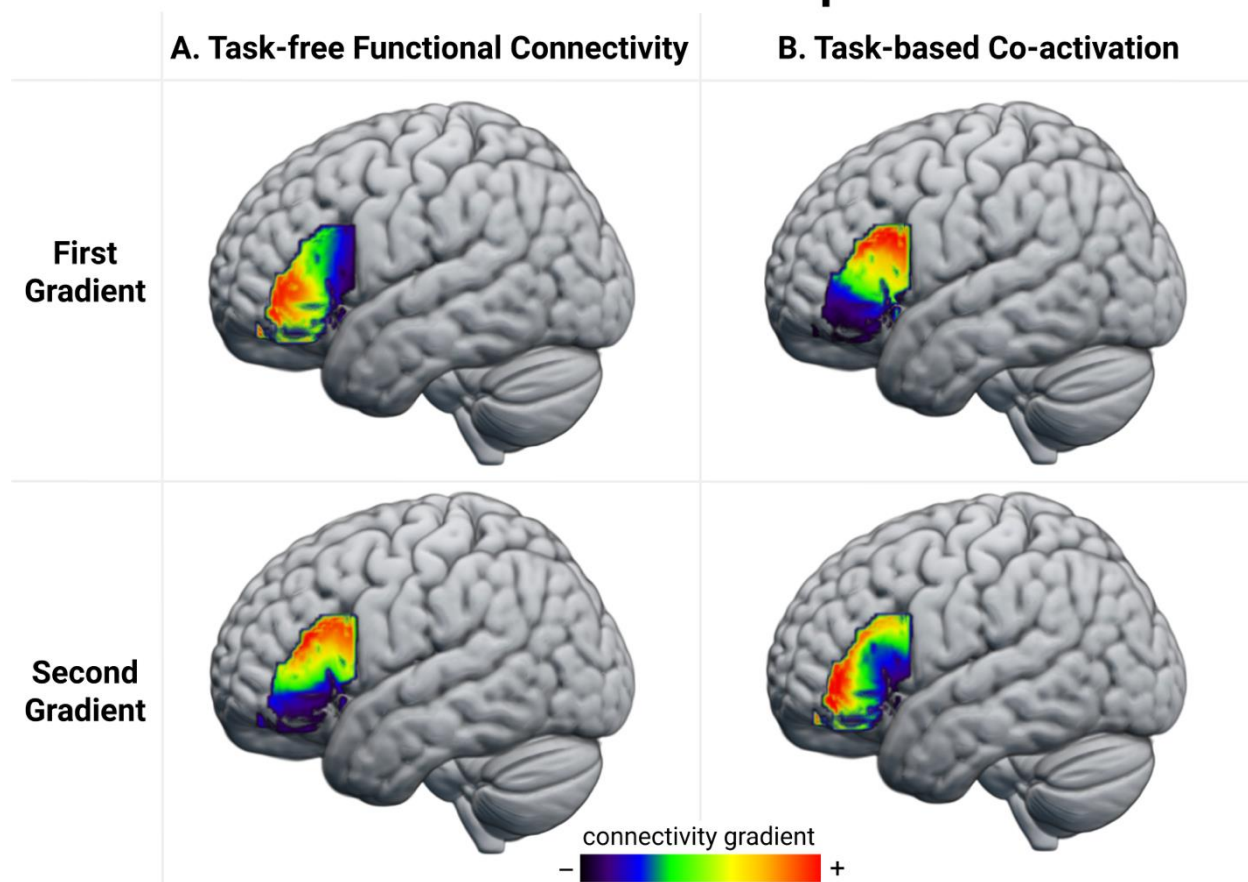 A. Task-free Functional Connectivity
B. Task-based Co-activation
First
Gradient
Second
Gradient
connectivity gradient
– +